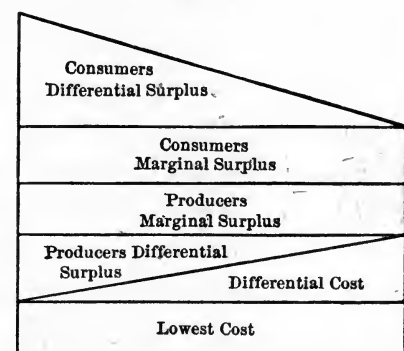 Consumers
Differential Surplus
Consumers
Marginal Surplus
Producers
Marginal Surplus
Producers Differential
Surplus
Differential Cost
Lowest Cost